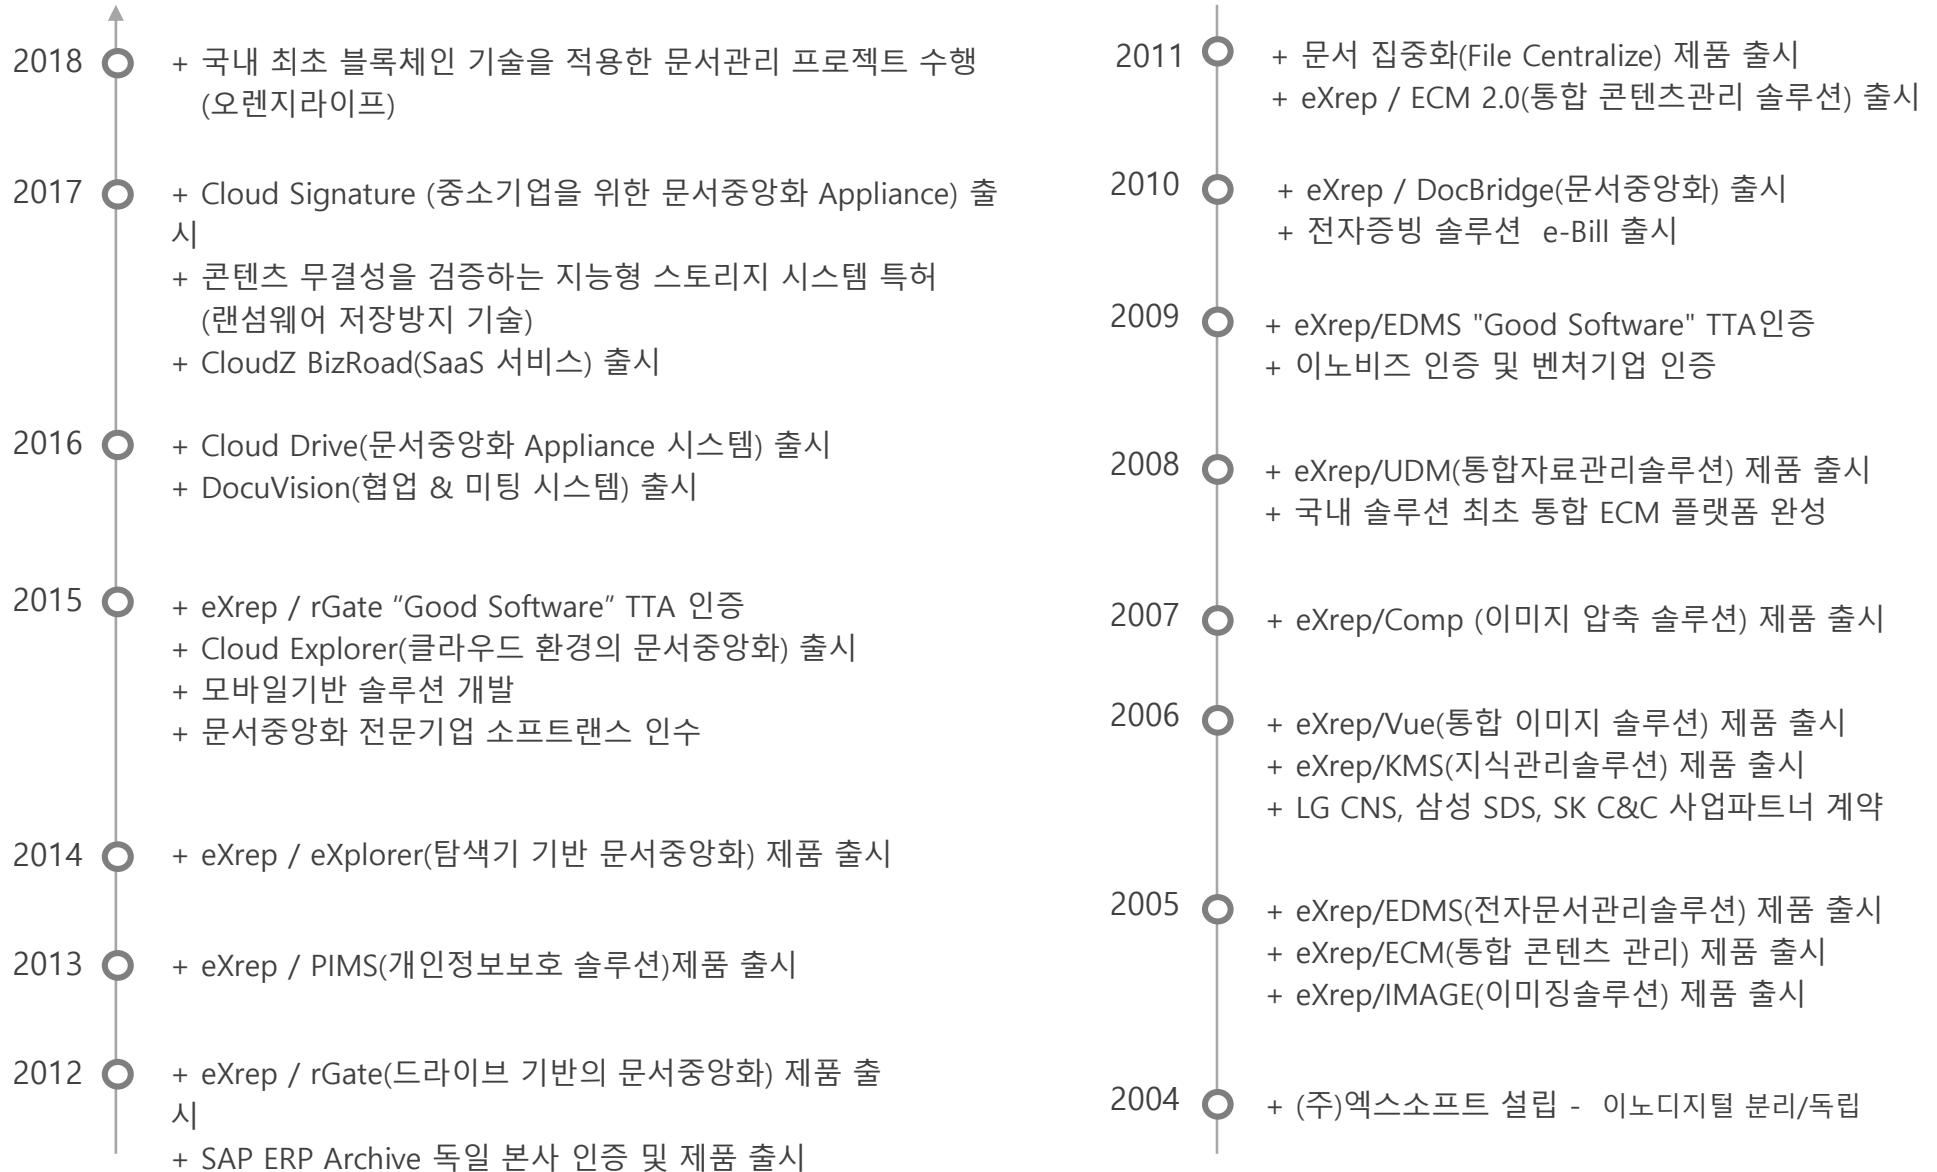 2018
+ 국내 최초 블록체인 기술을 적용한 문서관리 프로젝트 수행
(오렌지라이프)
2017
+ Cloud Signature (중소기업을 위한 문서중앙화 Appliance) 출
시
+ 콘텐츠 무결성을 검증하는 지능형 스토리지 시스템 특허
(랜섬웨어 저장방지 기술)
+ CloudZ BizRoad(SaaS 서비스) 출시
2016
+ Cloud Drive(문서중앙화 Appliance 시스템) 출시
+ DocuVision(협업 & 미팅 시스템) 출시
2015
+ eXrep / rGate “Good Software” TTA 인증
+ Cloud Explorer(클라우드 환경의 문서중앙화) 출시
+ 모바일기반 솔루션 개발
+ 문서중앙화 전문기업 소프트랜스 인수
2014
+ eXrep / eXplorer(탐색기 기반 문서중앙화) 제품 출시
2013
+ eXrep / PIMS(개인정보보호 솔루션)제품 출시
2012
+ eXrep / rGate(드라이브 기반의 문서중앙화) 제품 출
시
+ SAP ERP Archive 독일 본사 인증 및 제품 출시
2011
+ 문서 집중화(File Centralize) 제품 출시
+ eXrep / ECM 2.0(통합 콘텐츠관리 솔루션) 출시
2010
+ eXrep / DocBridge(문서중앙화) 출시
+ 전자증빙 솔루션 e-Bill 출시
2009
+ eXrep/EDMS "Good Software" TTA인증
+ 이노비즈 인증 및 벤처기업 인증
2008
+ eXrep/UDM(통합자료관리솔루션) 제품 출시
+ 국내 솔루션 최초 통합 ECM 플랫폼 완성
2007
+ eXrep/Comp (이미지 압축 솔루션) 제품 출시
2006
+ eXrep/Vue(통합 이미지 솔루션) 제품 출시
+ eXrep/KMS(지식관리솔루션) 제품 출시
+ LG CNS, 삼성 SDS, SK C&C 사업파트너 계약
2005
+ eXrep/EDMS(전자문서관리솔루션) 제품 출시
+ eXrep/ECM(통합 콘텐츠 관리) 제품 출시
+ eXrep/IMAGE(이미징솔루션) 제품 출시
2004
+ (주)엑스소프트 설립 - 이노디지털 분리/독립